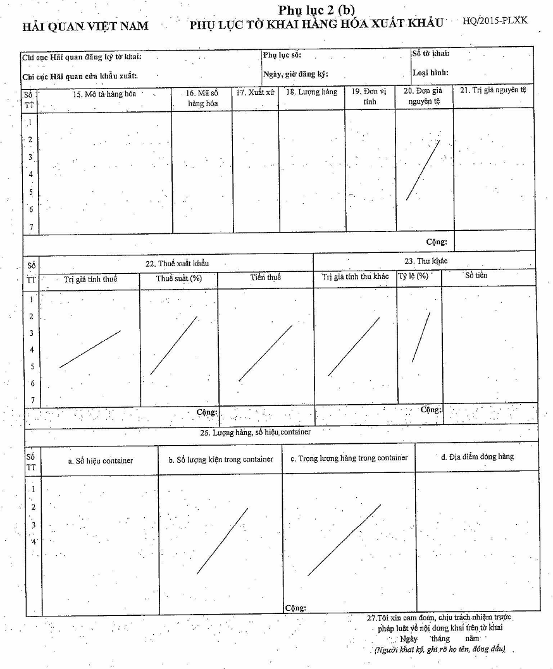 Phụ lục 2 (b)
HẢI QUAN VIỆT NAM PHỤ LỤC TỜ KHAI HÀNG HÓA XUẤT KHẨU HQ/2015-PLXK
Chi cục Hải quan đăng ký tờ khai: Phụ lục số: Số tờ khai:
Chi cục Hải quan cửa khẩu xuất: Ngày, giờ đăng ký: Loại hình:
Số TT 15. Mô tả hàng hóa 16. Mã số hàng hóa 17. Xuất xứ 18. Lượng hàng 19. Đơn vị tính 20. Đơn giá nguyên tệ 21. Trị giá nguyên tệ
1
2
3
4
5
6
7
Cộng:
Số TT 22. Thuế xuất khẩu 23. Thu khác
Trị giá tính thuế Thuế suất (%) Tiền thuế Trị giá tính thu khác Tỷ lệ (%) Số tiền
1
2
3
4
5
6
7
Cộng: Cộng:
25. Lượng hàng, số hiệu container
Số TT a. Số hiệu container b. Số lượng kiện trong container c. Trọng lượng hàng trong container d. Địa điểm đóng hàng
1
2
3
4
Cộng:
27.Tôi xin cam đoan, chịu trách nhiệm trước
pháp luật về nội dung khai trên tờ khai
Ngày tháng năm
(Người khai ký, ghi rõ họ tên, đóng dấu)